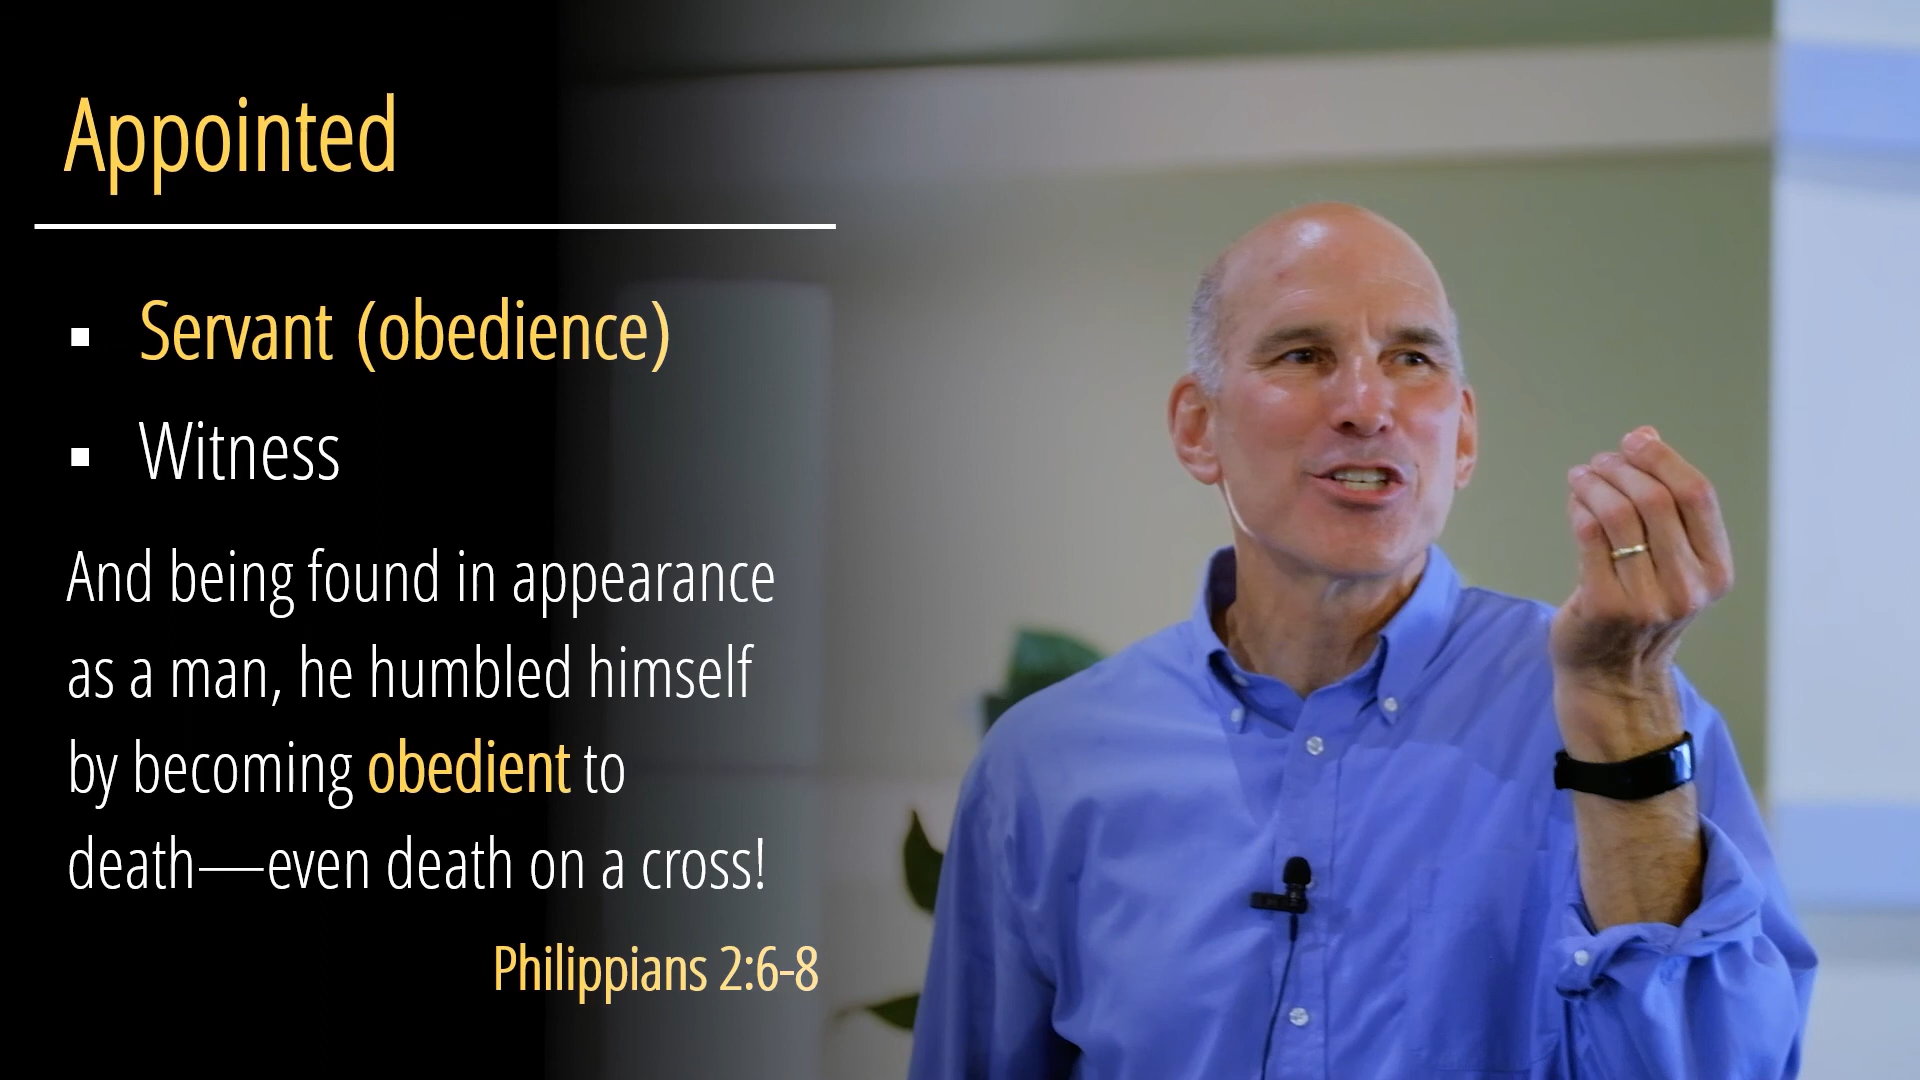 Appointed
▪ Servant (obedience)
▪ Witness
And being found in appearance
as a man, he humbled himself
by becoming obedient to
death—even death on a cross!
Philippians 2:6-8